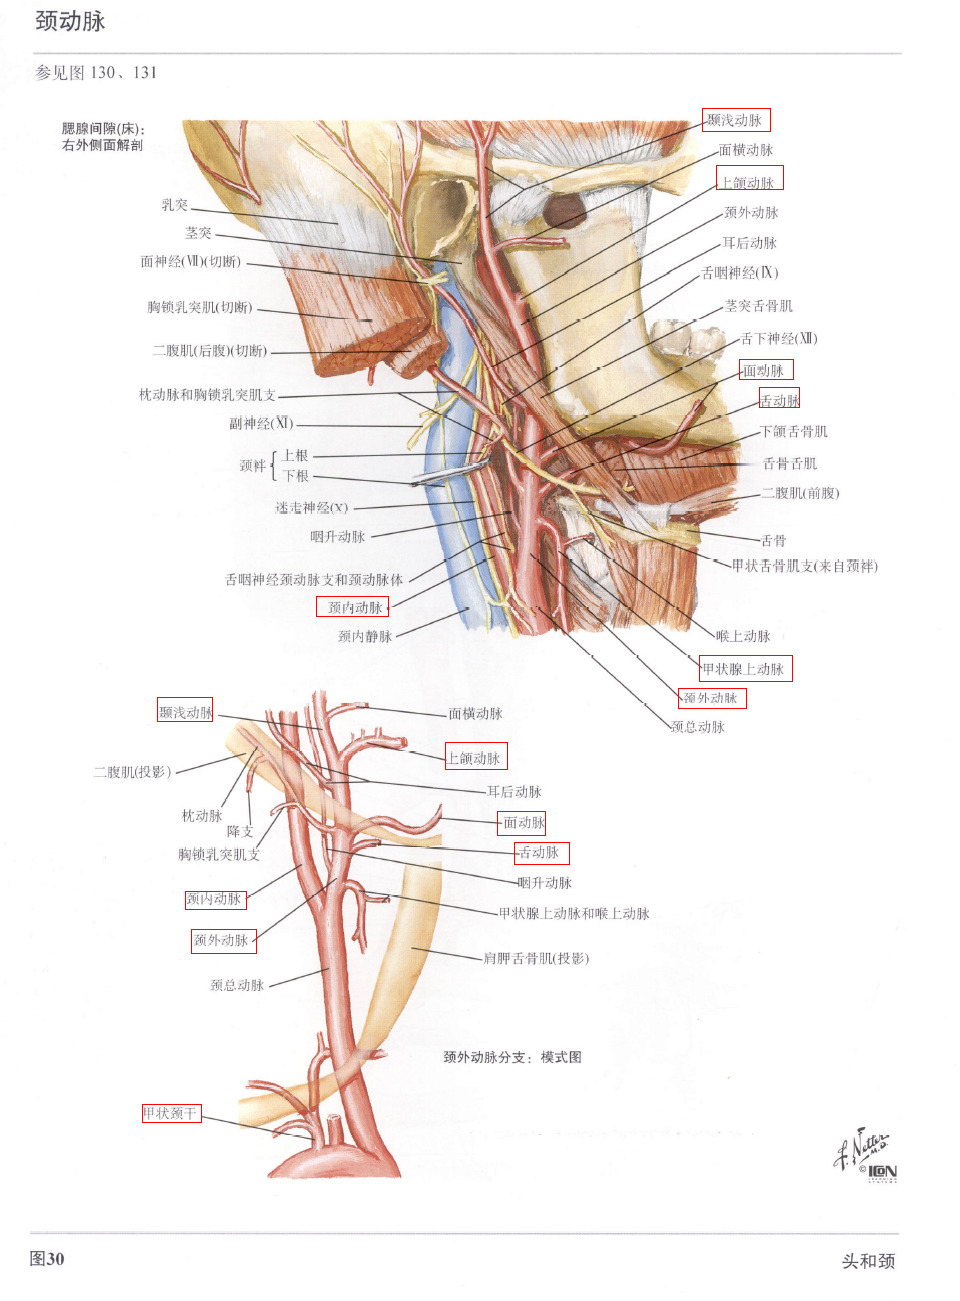 颈动脉
参见图 130、131
腮腺间隙(床):
右外侧面解剖
颞浅动脉
面横动脉
上颌动脉
颈外动脉
耳后动脉
舌咽神经(Ⅸ)
茎突舌骨肌
舌下神经(Ⅻ)
面动脉
舌动脉
下颌舌骨肌
舌骨舌肌
二腹肌(前腹)
舌骨
甲状舌骨肌支(来自颈袢)
喉上动脉
甲状腺上动脉
颈外动脉
颈总动脉
乳突
茎突
面神经(Ⅶ)(切断)
胸锁乳突肌(切断)
二腹肌(后腹)(切断)
枕动脉和胸锁乳突肌支
副神经(Ⅺ)
颈袢
上根
下根
迷走神经(X)
咽升动脉
舌咽神经颈动脉支和颈动脉体
颈内动脉
颈内静脉
颞浅动脉
二腹肌(投影)
枕动脉
降支
胸锁乳突肌支
颈内动脉
颈外动脉
颈总动脉
甲状颈干
面横动脉
上颌动脉
耳后动脉
面动脉
舌动脉
咽升动脉
甲状腺上动脉和喉上动脉
肩胛舌骨肌(投影)
颈外动脉分支：模式图
F. Netter M.D.
© ICON
LEARNING
SYSTEMS
图30
头和颈